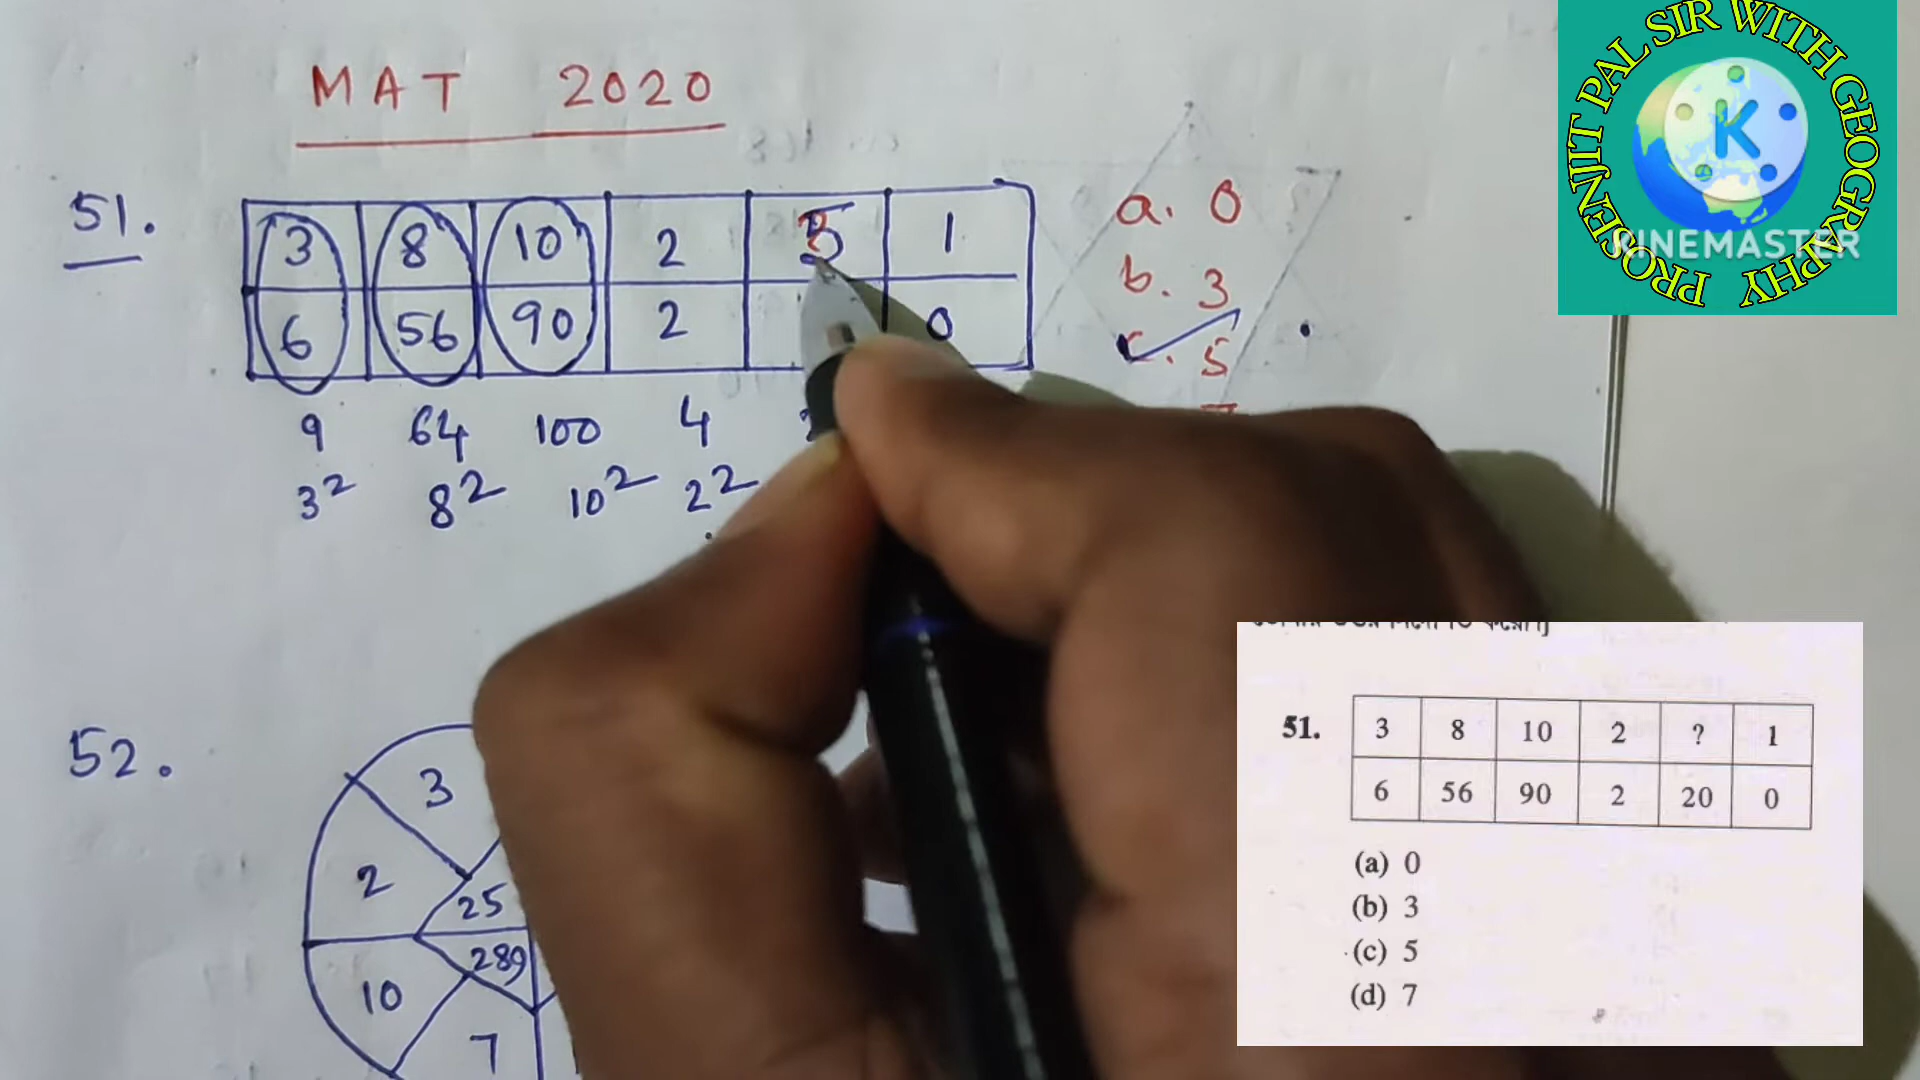 MAT 2020
PROSENJIT PAL SIR WITH GEOGRAPHY
K
KINEMASTER
51.
3 8 10 2 5 1
6 56 90 2 0
9 64 100 4
3² 8² 10² 2²
a. 0
b. 3
c. 5
52.
3
2
25
289
10
7
51.
3 8 10 2 ? 1
6 56 90 2 20 0
(a) 0
(b) 3
(c) 5
(d) 7